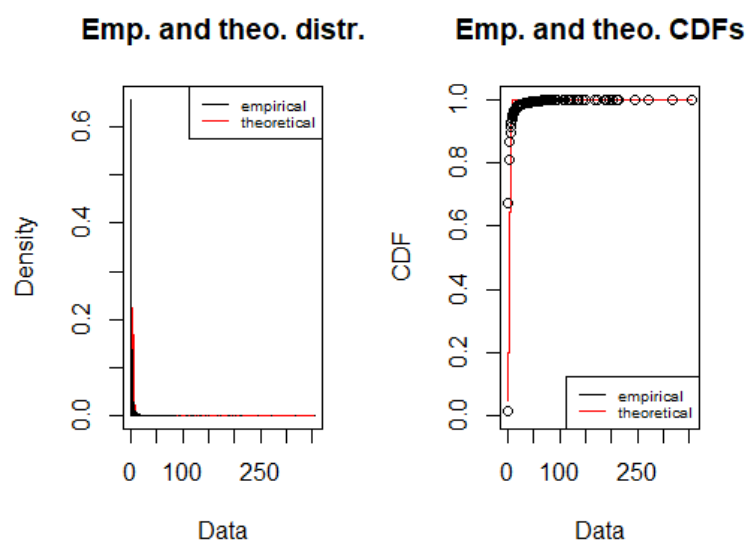 Emp. and theo. distr.
Density
0.0
0.2
0.4
0.6
empirical
theoretical
0
100
250
Data
Emp. and theo. CDFs
CDF
0.0
0.2
0.4
0.6
0.8
1.0
empirical
theoretical
0
100
250
Data